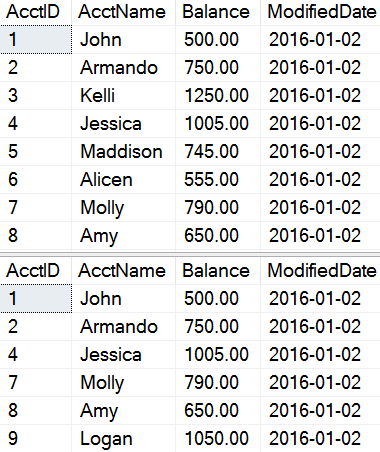 AcctID AcctName Balance ModifiedDate
1 John 500.00 2016-01-02
2 Armando 750.00 2016-01-02
3 Kelli 1250.00 2016-01-02
4 Jessica 1005.00 2016-01-02
5 Maddison 745.00 2016-01-02
6 Alicen 555.00 2016-01-02
7 Molly 790.00 2016-01-02
8 Amy 650.00 2016-01-02
AcctID AcctName Balance ModifiedDate
1 John 500.00 2016-01-02
2 Armando 750.00 2016-01-02
4 Jessica 1005.00 2016-01-02
7 Molly 790.00 2016-01-02
8 Amy 650.00 2016-01-02
9 Logan 1050.00 2016-01-02